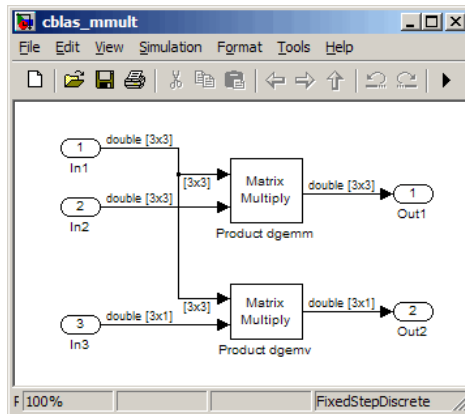 cblas_mmult
File Edit View Simulation Format Tools Help
1
double [3x3]
In1
[3x3]
Matrix
Multiply
double [3x3]
1
Out1
2
double [3x3]
In2
Product dgemm
[3x3]
Matrix
Multiply
double [3x1]
2
Out2
3
double [3x1]
In3
Product dgemv
F 100%
FixedStepDiscrete